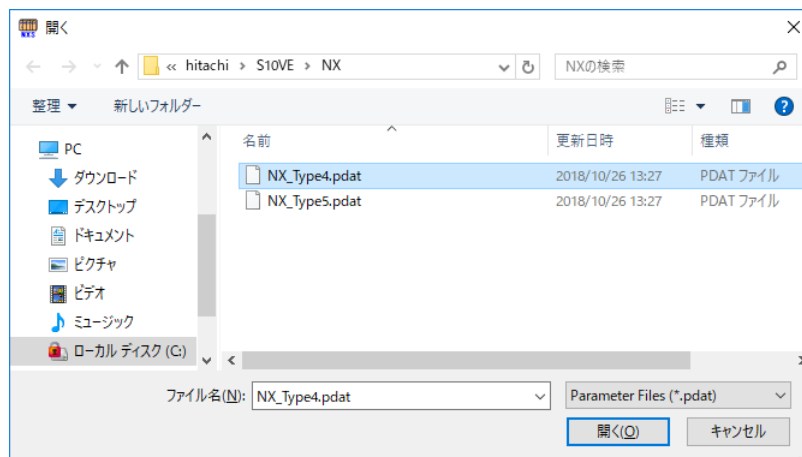 NXS 開く
« hitachi > S10VE > NX
NXの検索
整理 新しいフォルダー
?
名前 更新日時 種類
PC
ダウンロード
デスクトップ
ドキュメント
ピクチャ
ビデオ
ミュージック
ローカル ディスク (C:)
NX_Type4.pdat 2018/10/26 13:27 PDAT ファイル
NX_Type5.pdat 2018/10/26 13:27 PDAT ファイル
ファイル名(N): NX_Type4.pdat Parameter Files (*.pdat)
開く(O) キャンセル